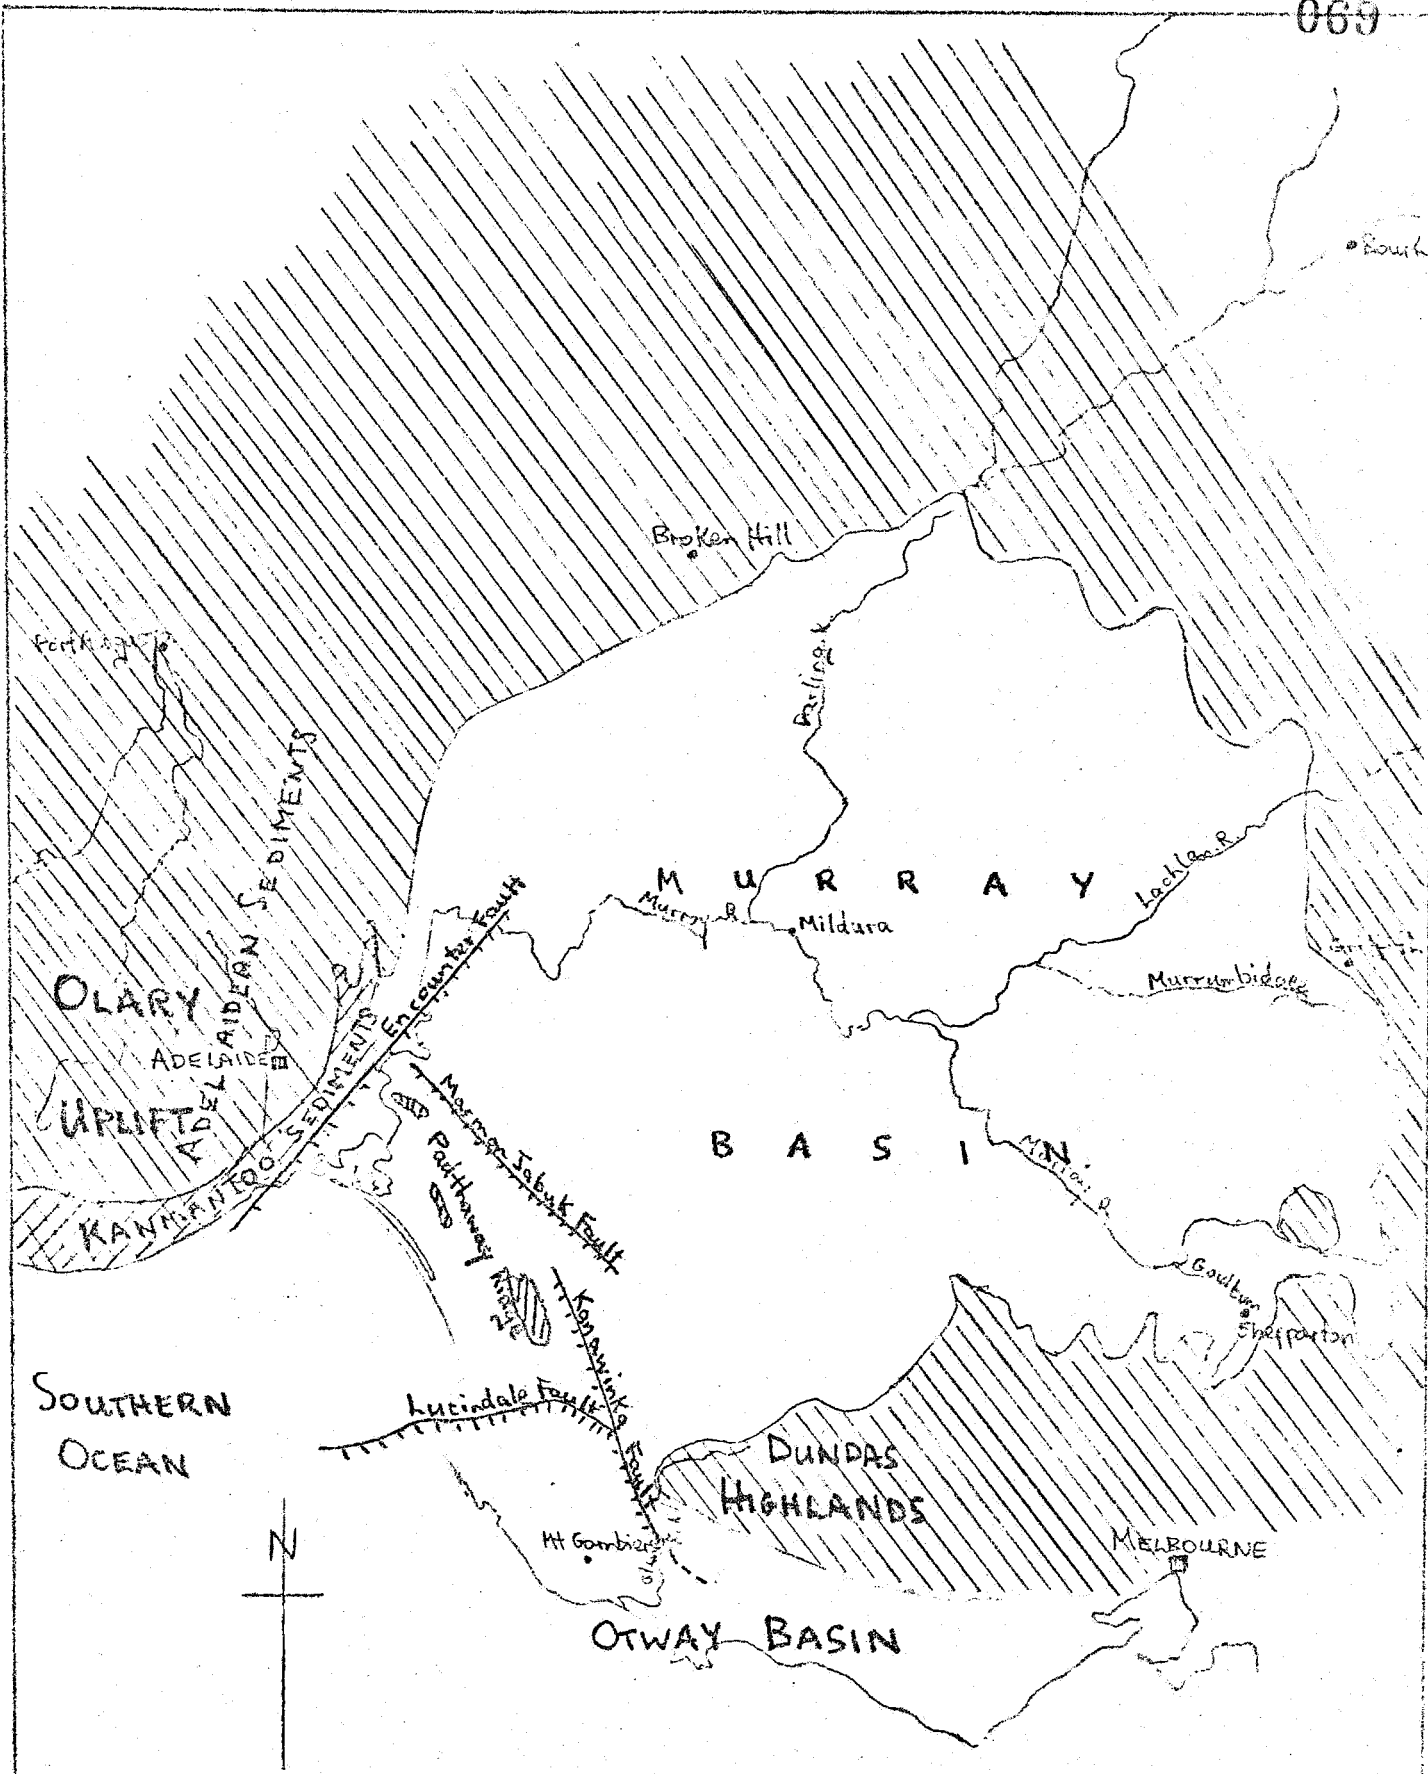 069
Broken Hill
Darling R
ADELAIDEAN SEDIMENTS
MURRAY
Murray R.
Mildura
Lachlan R.
Murrumbidgee
Encounter Fault
OLARY
UPLIFT
ADELAIDE
KANMANTOO SEDIMENTS
Marmon Jabuk Fault
Padthaway Ridge
BASIN
Goulburn
Shepparton
Kanawinka Fault
Lucindale Fault
SOUTHERN
OCEAN
DUNDAS
HIGHLANDS
N
Mt Gambier
MELBOURNE
OTWAY BASIN